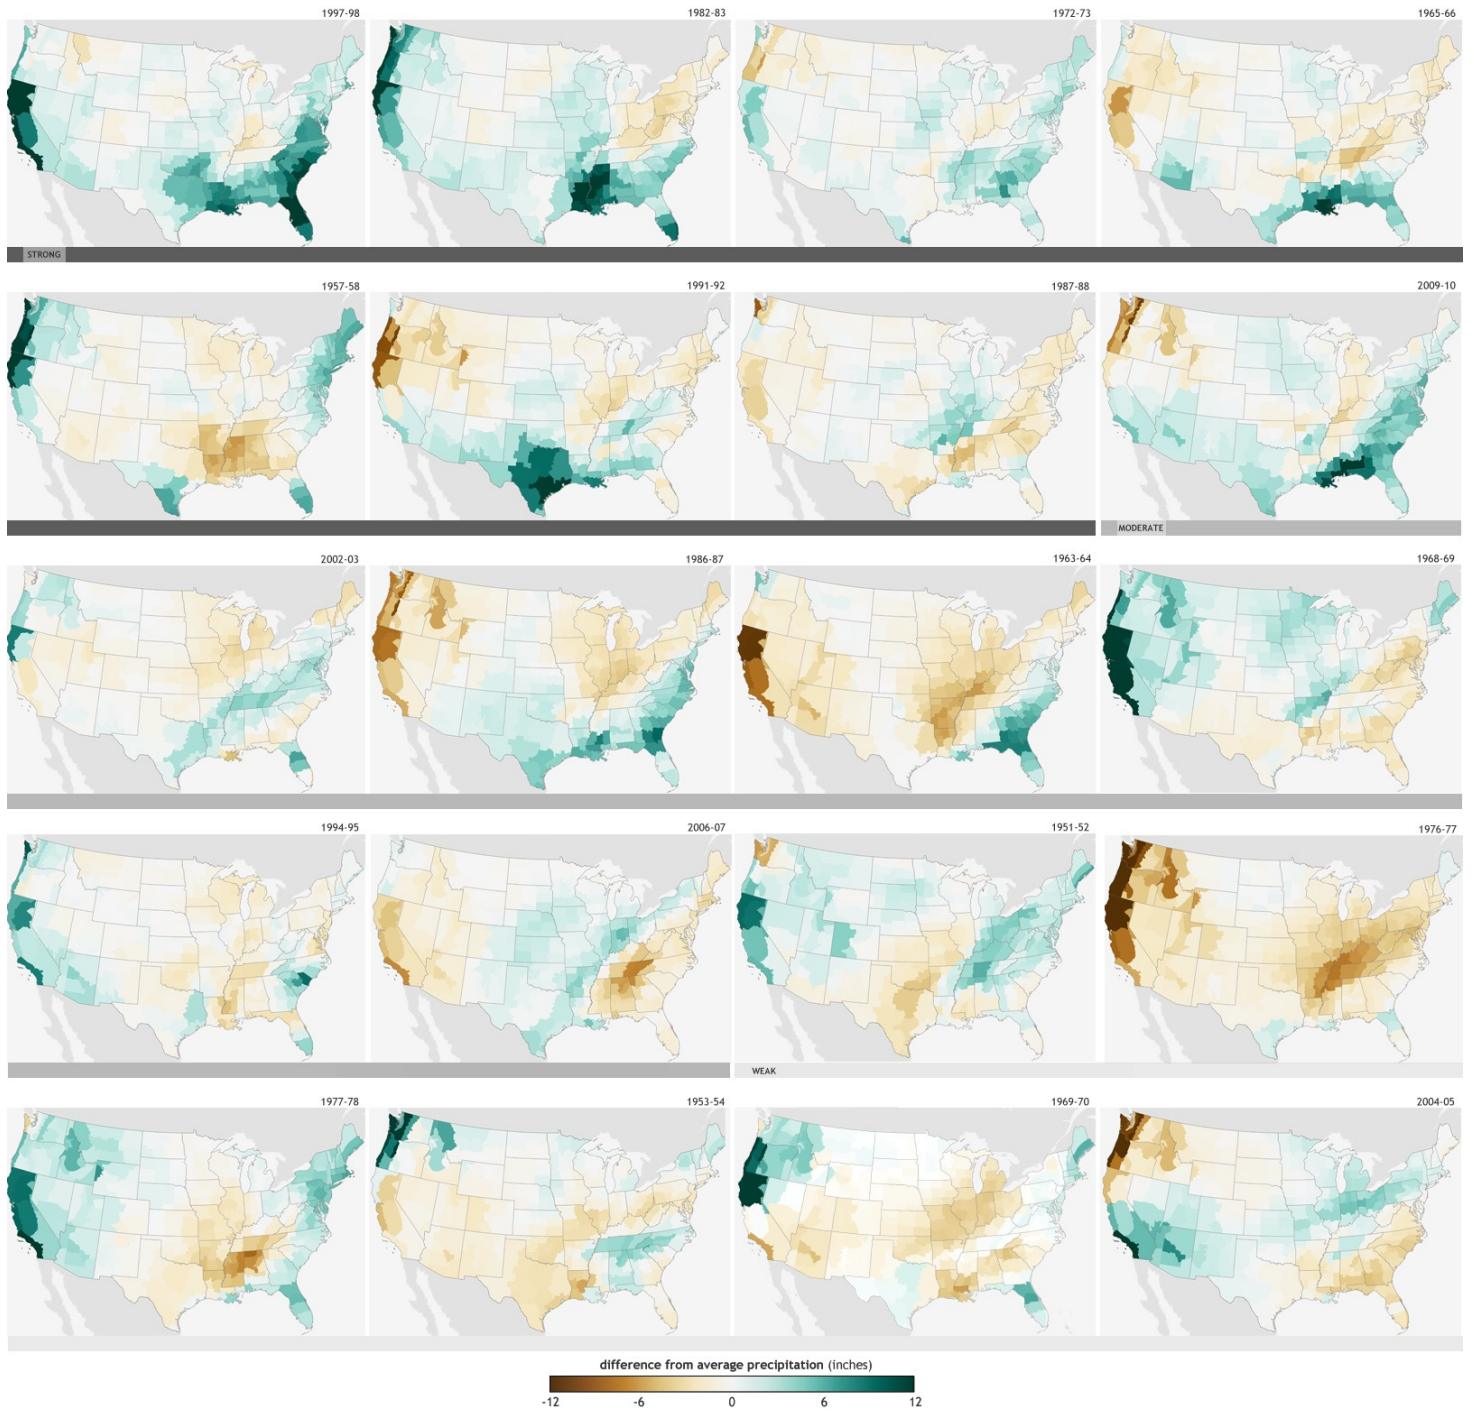 1997-98 1982-83 1972-73 1965-66
STRONG
1957-58 1991-92 1987-88 2009-10
MODERATE
2002-03 1986-87 1963-64 1968-69
1994-95 2006-07 1951-52 1976-77
WEAK
1977-78 1953-54 1969-70 2004-05
difference from average precipitation (inches)
-12 -6 0 6 12